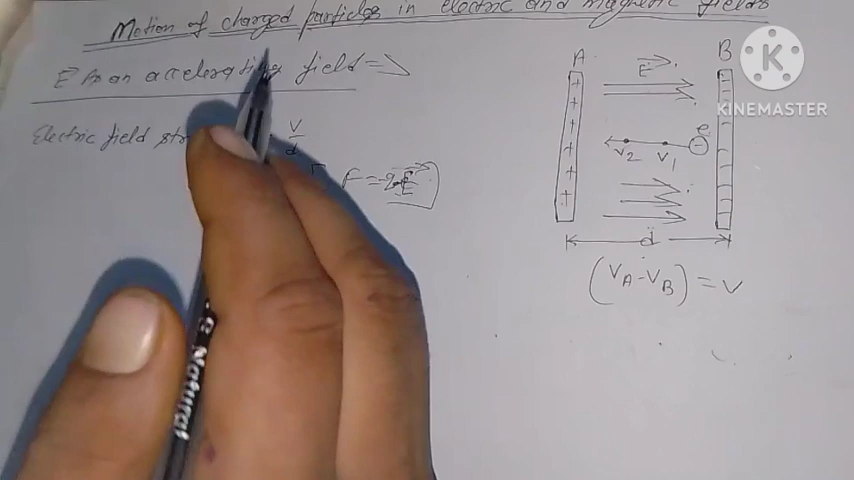 Motion of charged particles in electric and magnetic fields
E As an accelerating field =>
Electric field
V
d
F = -qE
A
B
E
e
-
V2 V1
d
(VA - VB) = V
KINEMASTER
Natural